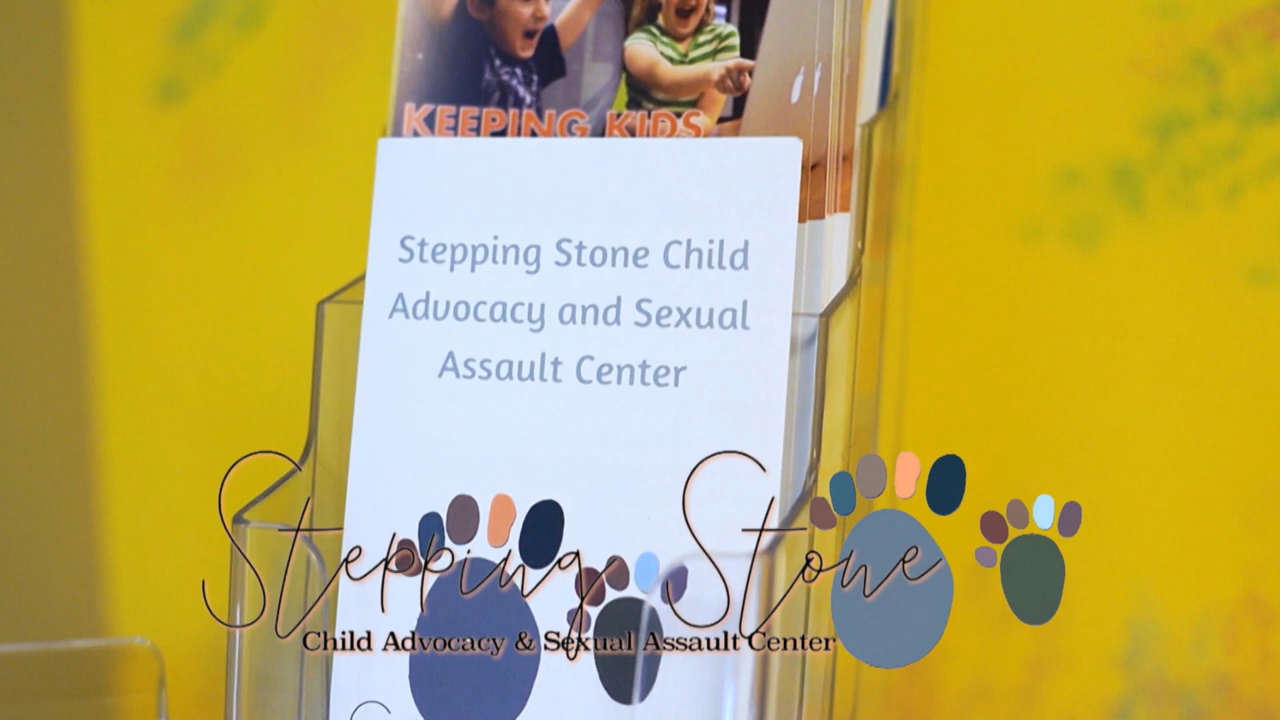 KEEPING KIDS
Stepping Stone Child
Advocacy and Sexual
Assault Center
Stepping Stone
Child Advocacy & Sexual Assault Center